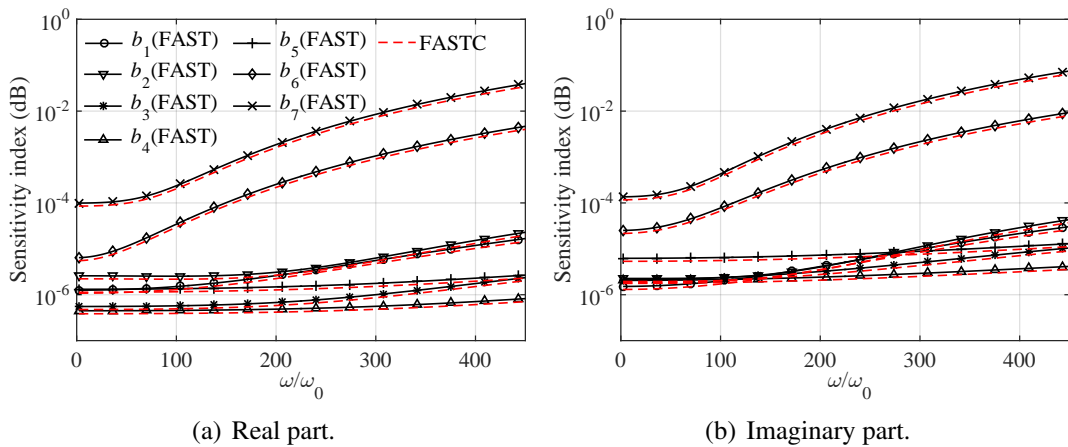 10^0
10^-2
10^-4
10^-6
Sensitivity index (dB)
b_1(FAST)
b_2(FAST)
b_3(FAST)
b_4(FAST)
b_5(FAST)
b_6(FAST)
b_7(FAST)
FASTC
0 100 200 300 400
ω/ω_0
(a) Real part.
10^0
10^-2
10^-4
10^-6
Sensitivity index (dB)
0 100 200 300 400
ω/ω_0
(b) Imaginary part.